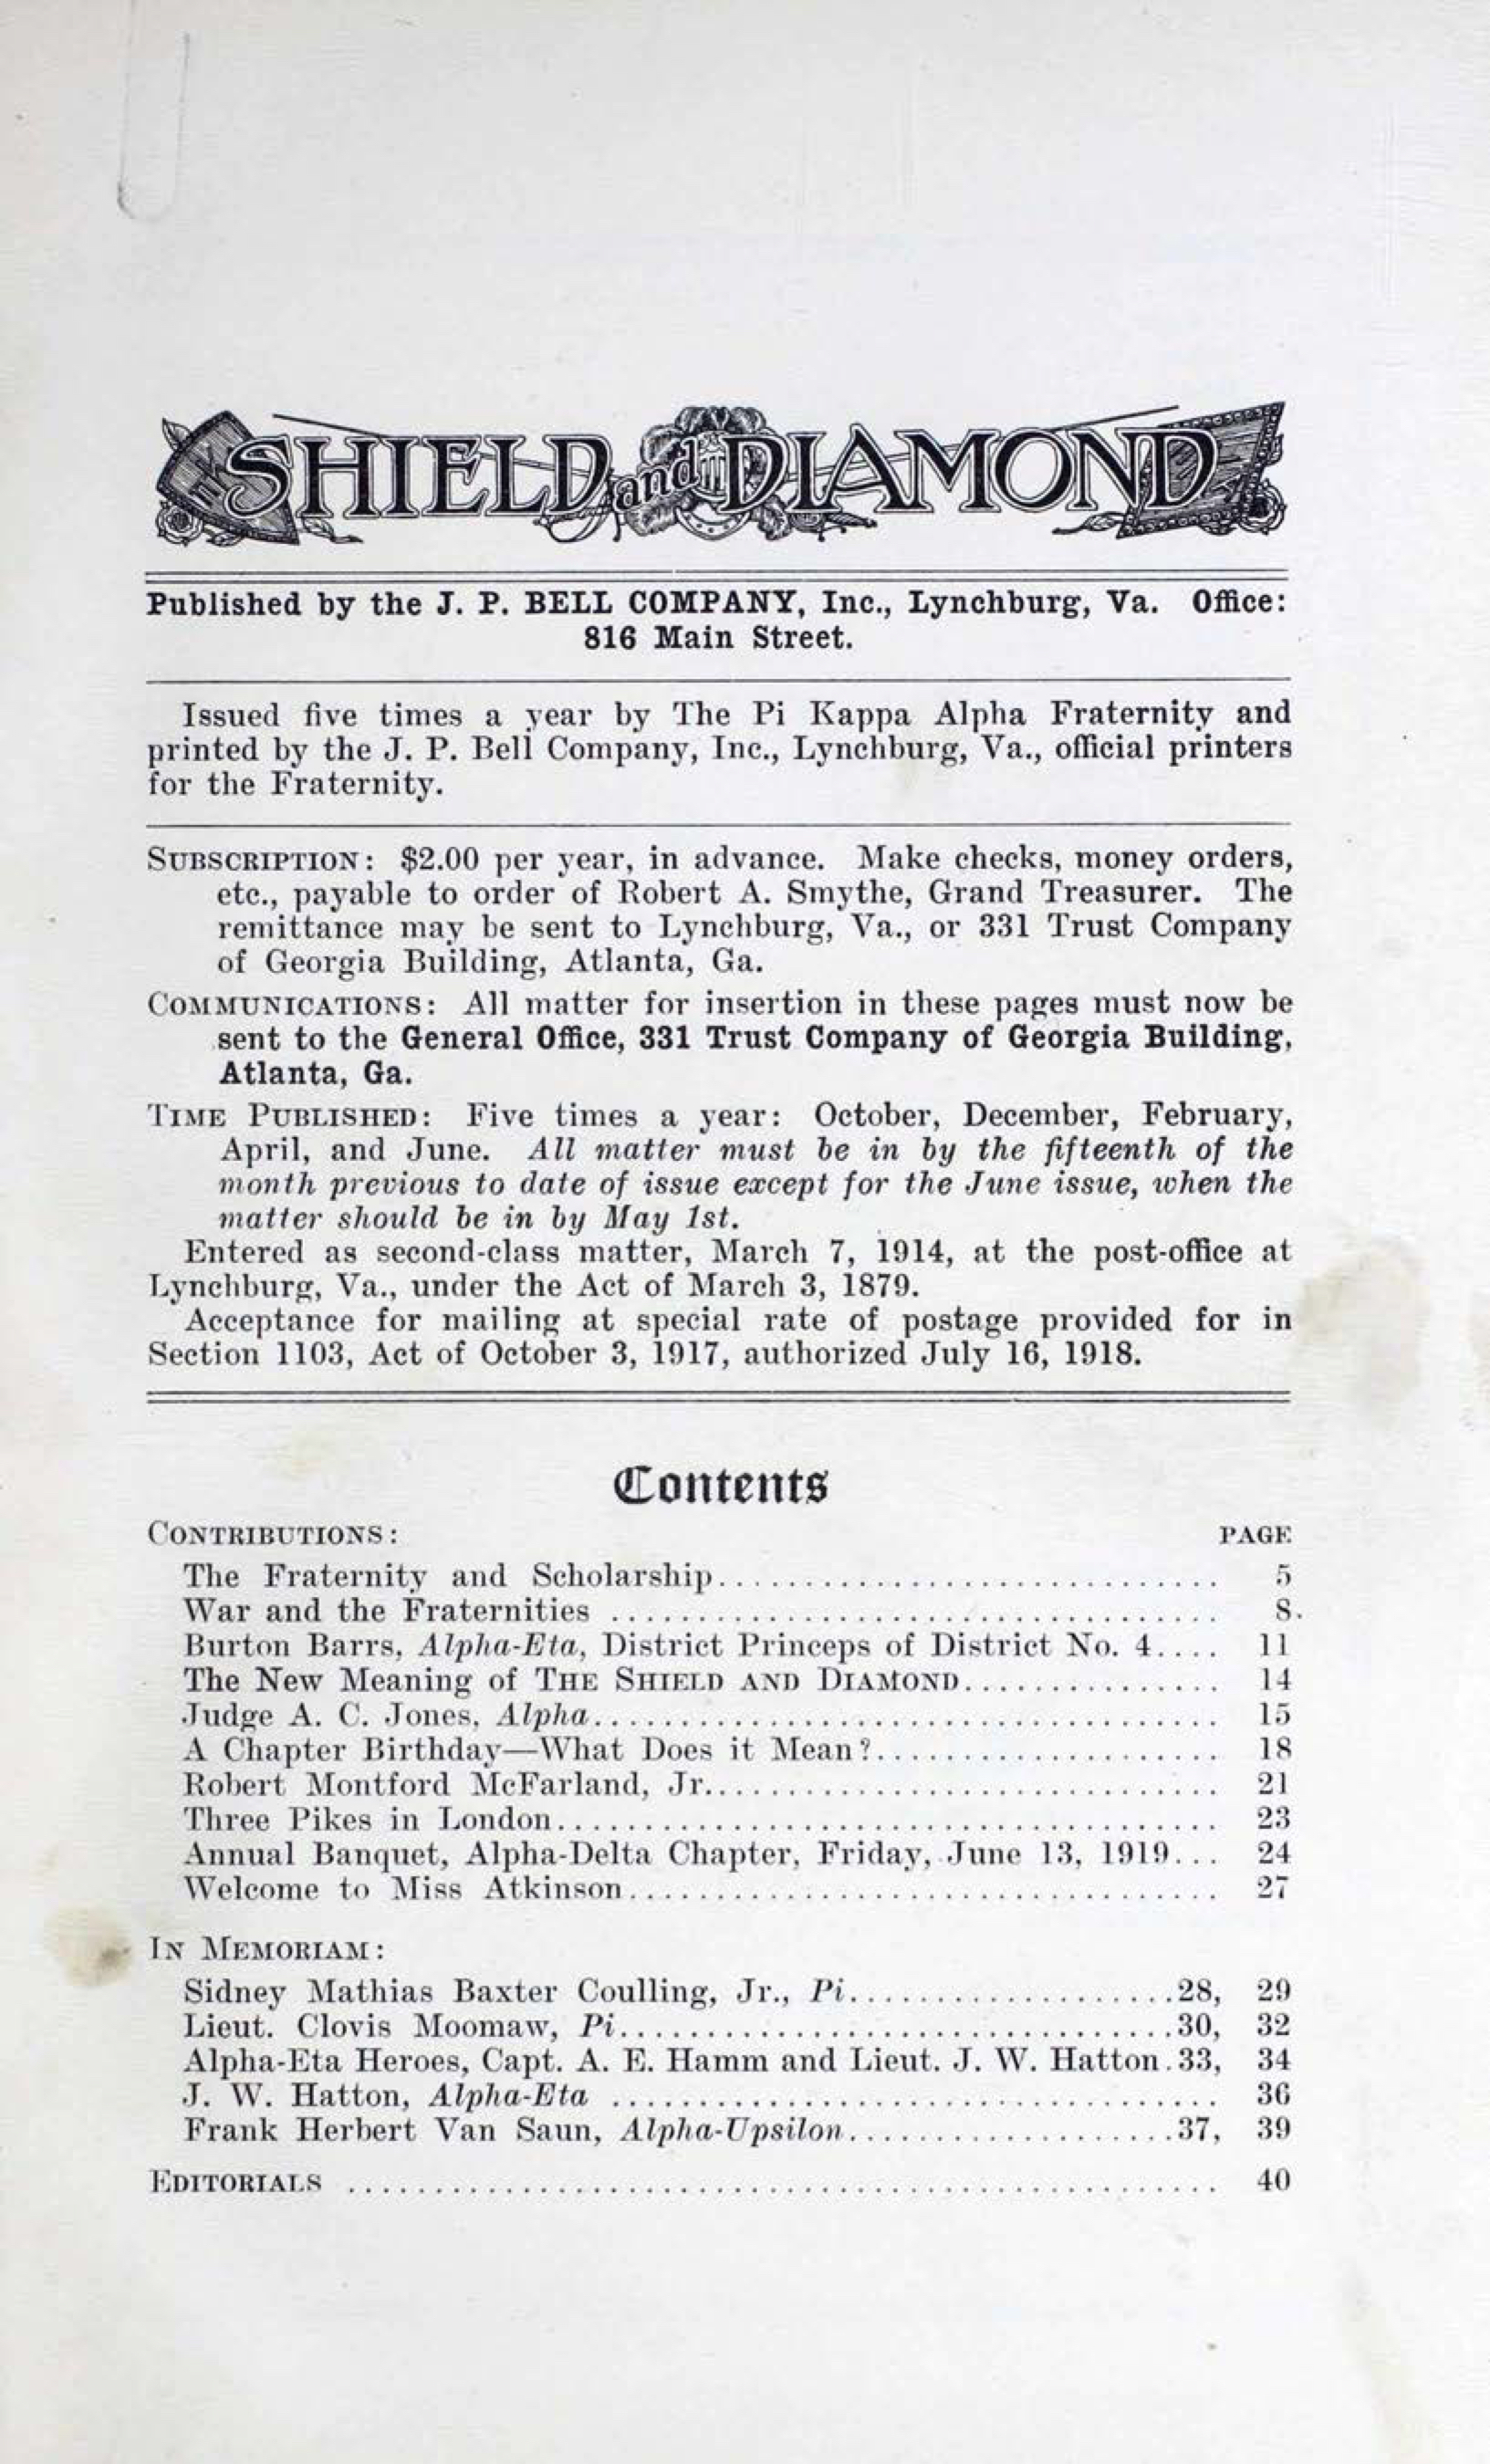 SHIELD and DIAMOND
Published by the J. P. BELL COMPANY, Inc., Lynchburg, Va. Office:
816 Main Street.
Issued five times a year by The Pi Kappa Alpha Fraternity and
printed by the J. P. Bell Company, Inc., Lynchburg, Va., official printers
for the Fraternity.
SUBSCRIPTION: $2.00 per year, in advance. Make checks, money orders,
etc., payable to order of Robert A. Smythe, Grand Treasurer. The
remittance may be sent to Lynchburg, Va., or 331 Trust Company
of Georgia Building, Atlanta, Ga.
COMMUNICATIONS: All matter for insertion in these pages must now be
sent to the General Office, 331 Trust Company of Georgia Building,
Atlanta, Ga.
TIME PUBLISHED: Five times a year: October, December, February,
April, and June. All matter must be in by the fifteenth of the
month previous to date of issue except for the June issue, when the
matter should be in by May 1st.
Entered as second-class matter, March 7, 1914, at the post-office at
Lynchburg, Va., under the Act of March 3, 1879.
Acceptance for mailing at special rate of postage provided for in
Section 1103, Act of October 3, 1917, authorized July 16, 1918.
Contents
CONTRIBUTIONS: PAGE
The Fraternity and Scholarship............................. 5
War and the Fraternities ................................... 8.
Burton Barrs, Alpha-Eta, District Princeps of District No. 4.... 11
The New Meaning of THE SHIELD AND DIAMOND............... 14
Judge A. C. Jones, Alpha.................................... 15
A Chapter Birthday—What Does it Mean?.................... 18
Robert Montford McFarland, Jr.............................. 21
Three Pikes in London...................................... 23
Annual Banquet, Alpha-Delta Chapter, Friday, June 13, 1919... 24
Welcome to Miss Atkinson.................................. 27
IN MEMORIAM:
Sidney Mathias Baxter Coulling, Jr., Pi...................28, 29
Lieut. Clovis Moomaw, Pi................................30, 32
Alpha-Eta Heroes, Capt. A. E. Hamm and Lieut. J. W. Hatton.33, 34
J. W. Hatton, Alpha-Eta ................................... 36
Frank Herbert Van Saun, Alpha-Upsilon...................37, 39
EDITORIALS .................................................. 40